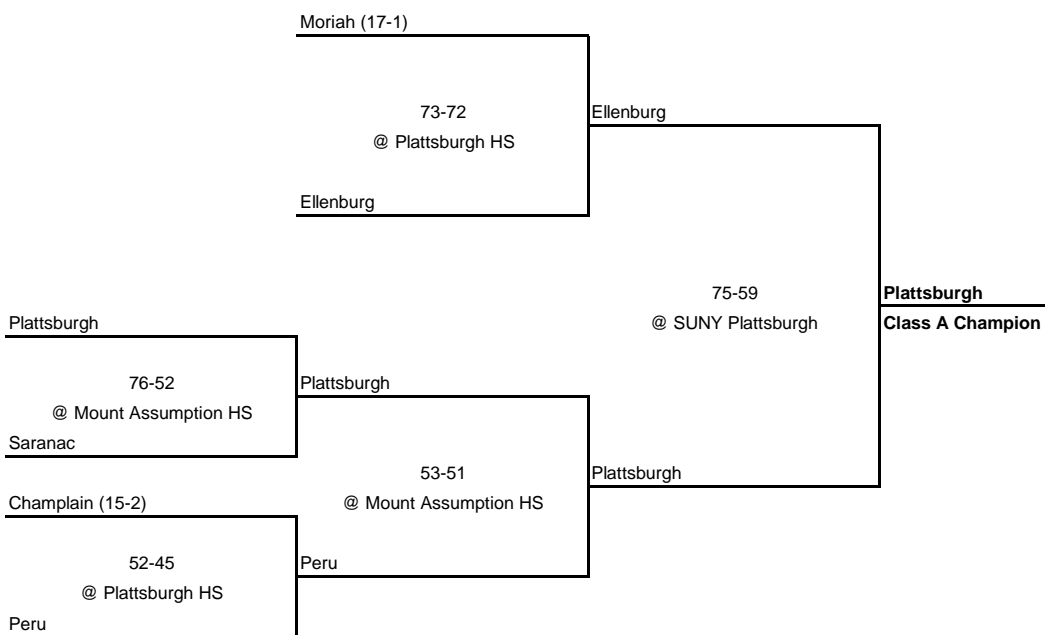 Moriah (17-1)
73-72
@ Plattsburgh HS
Ellenburg
Ellenburg
75-59
@ SUNY Plattsburgh
Plattsburgh
Class A Champion
Plattsburgh
76-52
@ Mount Assumption HS
Saranac
Plattsburgh
53-51
@ Mount Assumption HS
Plattsburgh
Champlain (15-2)
52-45
@ Plattsburgh HS
Peru
Peru